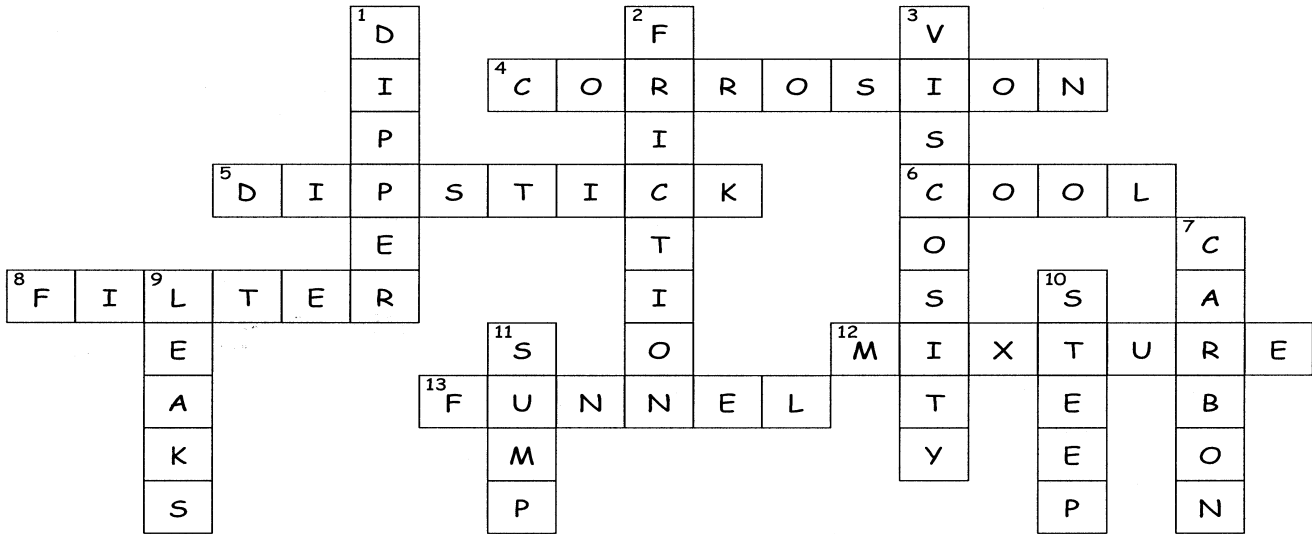 1 D 2 F 3 V
I 4 C O R R O S I O N
P I S
5 D I P S T I C K 6 C O O L
E T O 7 C
8 F I 9 L T E R I S 10 S A
E 11 S O 12 M I X T U R E
A 13 F U N N E L T E B
K M Y E O
S P P N